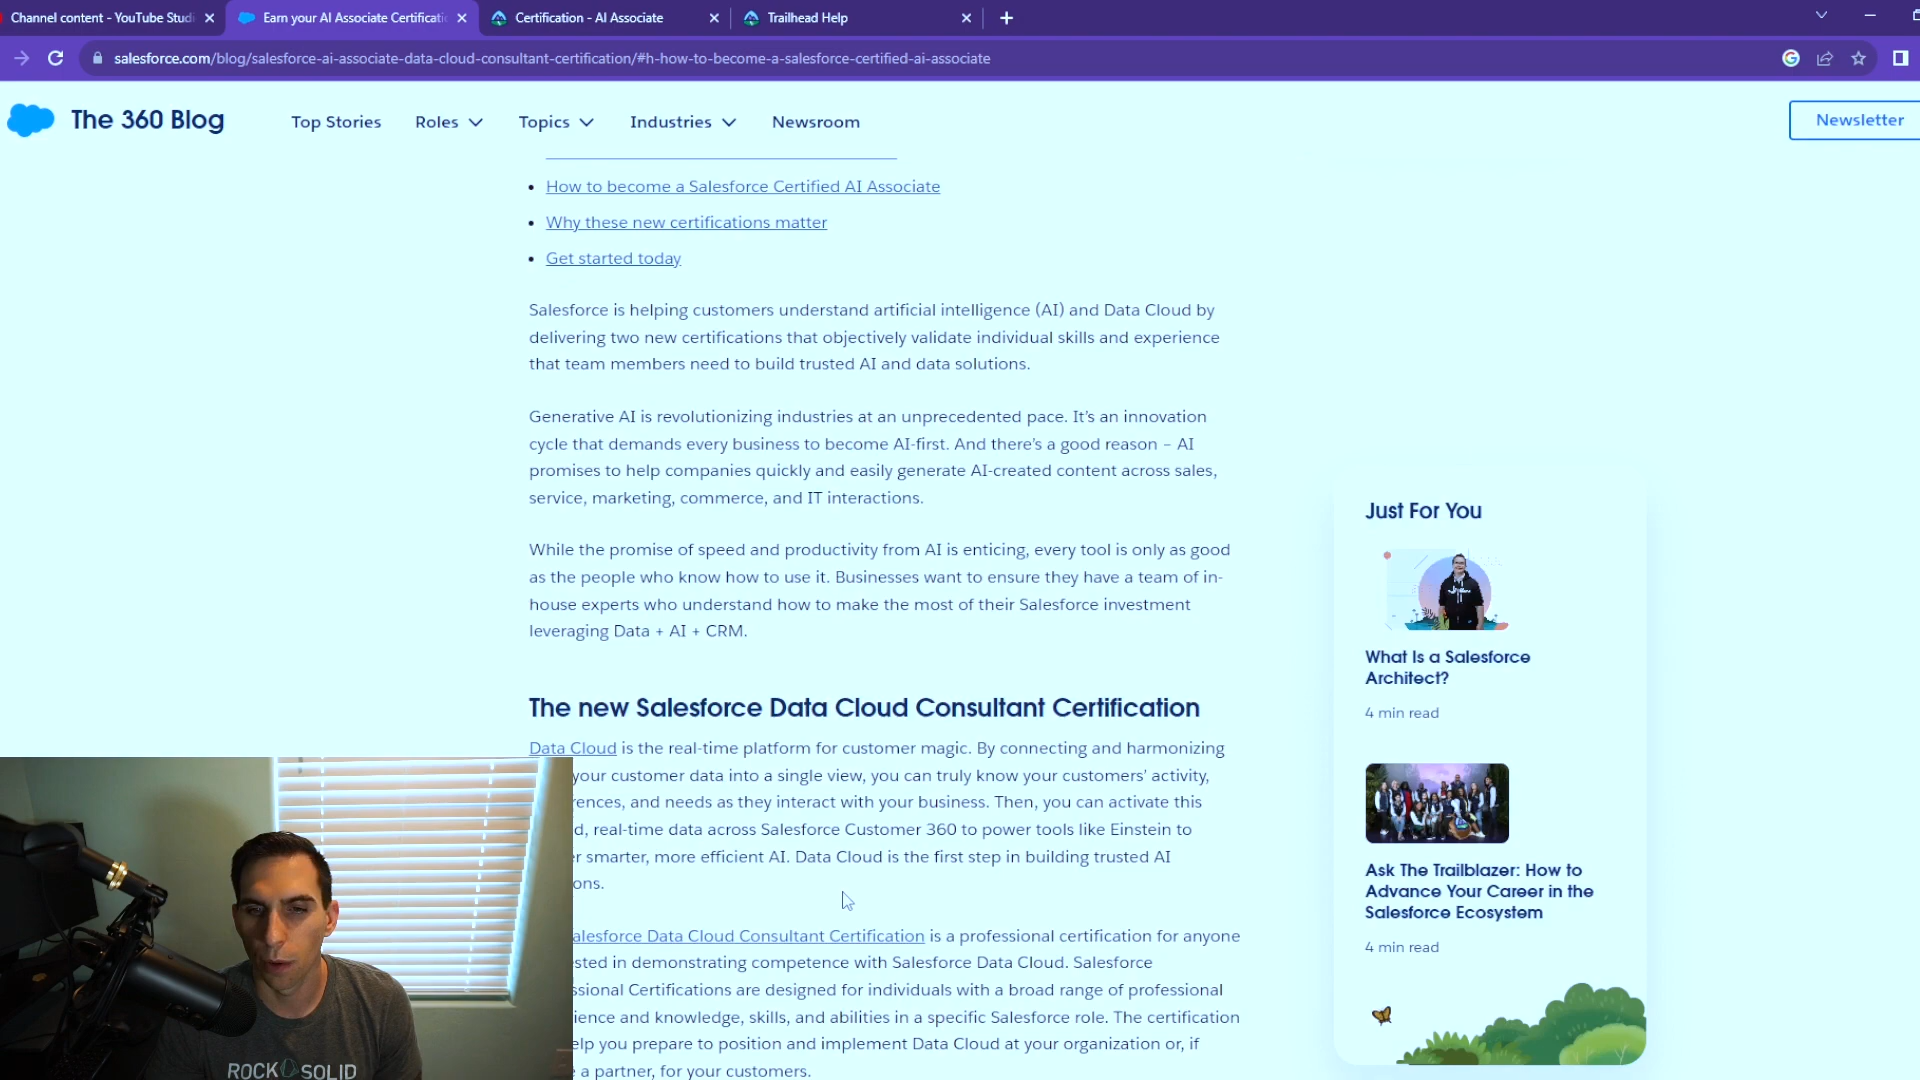 Channel content - YouTube Studi
Earn your AI Associate Certificati
Certification - AI Associate
Trailhead Help
salesforce.com/blog/salesforce-ai-associate-data-cloud-consultant-certification/#h-how-to-become-a-salesforce-certified-ai-associate
The 360 Blog
Top Stories
Roles
Topics
Industries
Newsroom
Newsletter
• How to become a Salesforce Certified AI Associate
• Why these new certifications matter
• Get started today
Salesforce is helping customers understand artificial intelligence (AI) and Data Cloud by
delivering two new certifications that objectively validate individual skills and experience
that team members need to build trusted AI and data solutions.
Generative AI is revolutionizing industries at an unprecedented pace. It's an innovation
cycle that demands every business to become AI-first. And there's a good reason – AI
promises to help companies quickly and easily generate AI-created content across sales,
service, marketing, commerce, and IT interactions.
While the promise of speed and productivity from AI is enticing, every tool is only as good
as the people who know how to use it. Businesses want to ensure they have a team of in-
house experts who understand how to make the most of their Salesforce investment
leveraging Data + AI + CRM.
The new Salesforce Data Cloud Consultant Certification
Data Cloud is the real-time platform for customer magic. By connecting and harmonizing
your customer data into a single view, you can truly know your customers' activity,
rences, and needs as they interact with your business. Then, you can activate this
d, real-time data across Salesforce Customer 360 to power tools like Einstein to
r smarter, more efficient AI. Data Cloud is the first step in building trusted AI
ons.
alesforce Data Cloud Consultant Certification is a professional certification for anyone
sted in demonstrating competence with Salesforce Data Cloud. Salesforce
ssional Certifications are designed for individuals with a broad range of professional
ience and knowledge, skills, and abilities in a specific Salesforce role. The certification
elp you prepare to position and implement Data Cloud at your organization or, if
a partner, for your customers.
Just For You
What Is a Salesforce
Architect?
4 min read
Ask The Trailblazer: How to
Advance Your Career in the
Salesforce Ecosystem
4 min read
ROCK SOLID